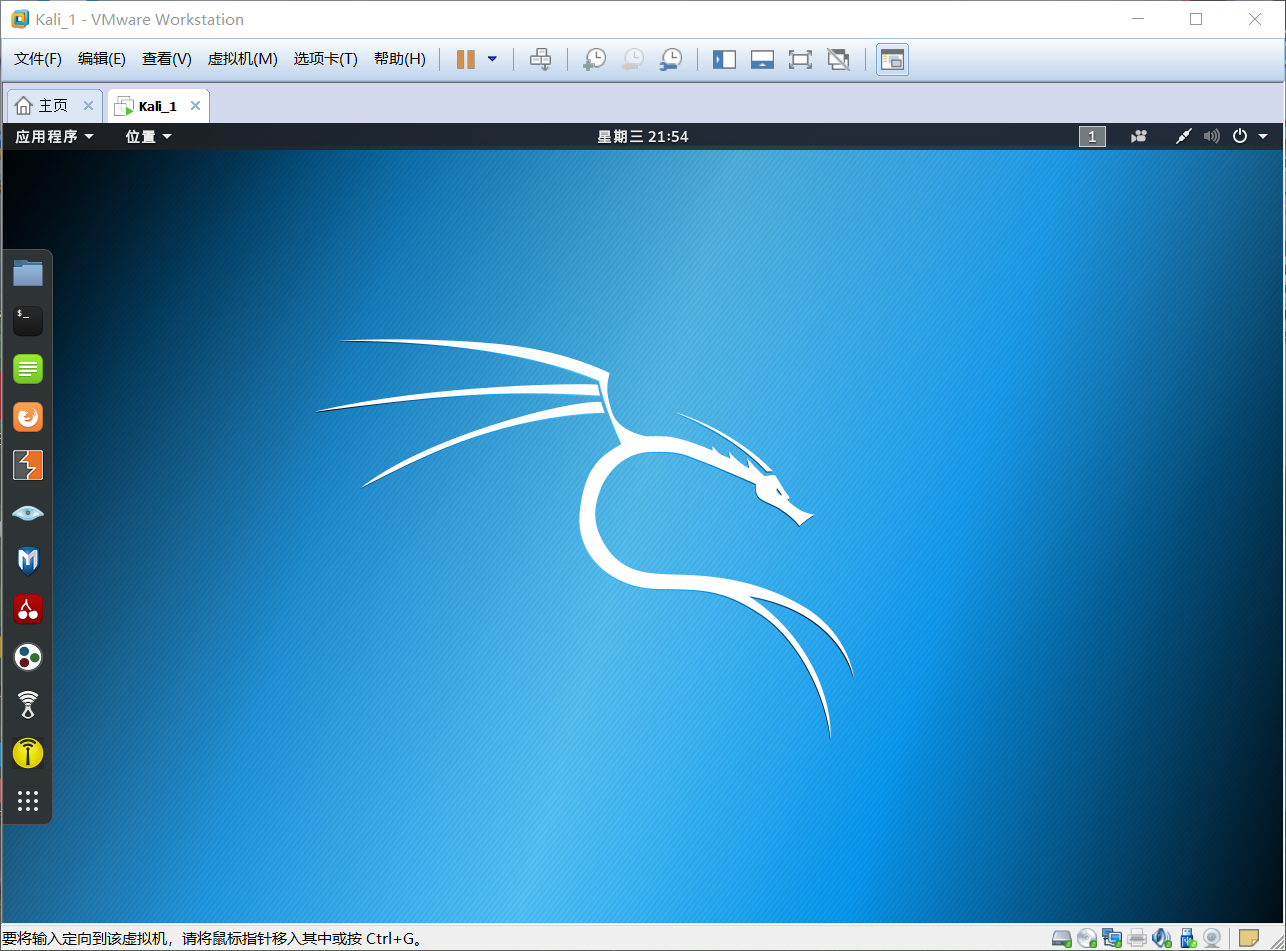 Kali_1 - VMware Workstation
文件(F) 编辑(E) 查看(V) 虚拟机(M) 选项卡(T) 帮助(H)
主页 Kali_1
应用程序 位置 星期三 21:54 1
$_
要将输入定向到该虚拟机，请将鼠标指针移入其中或按 Ctrl+G。